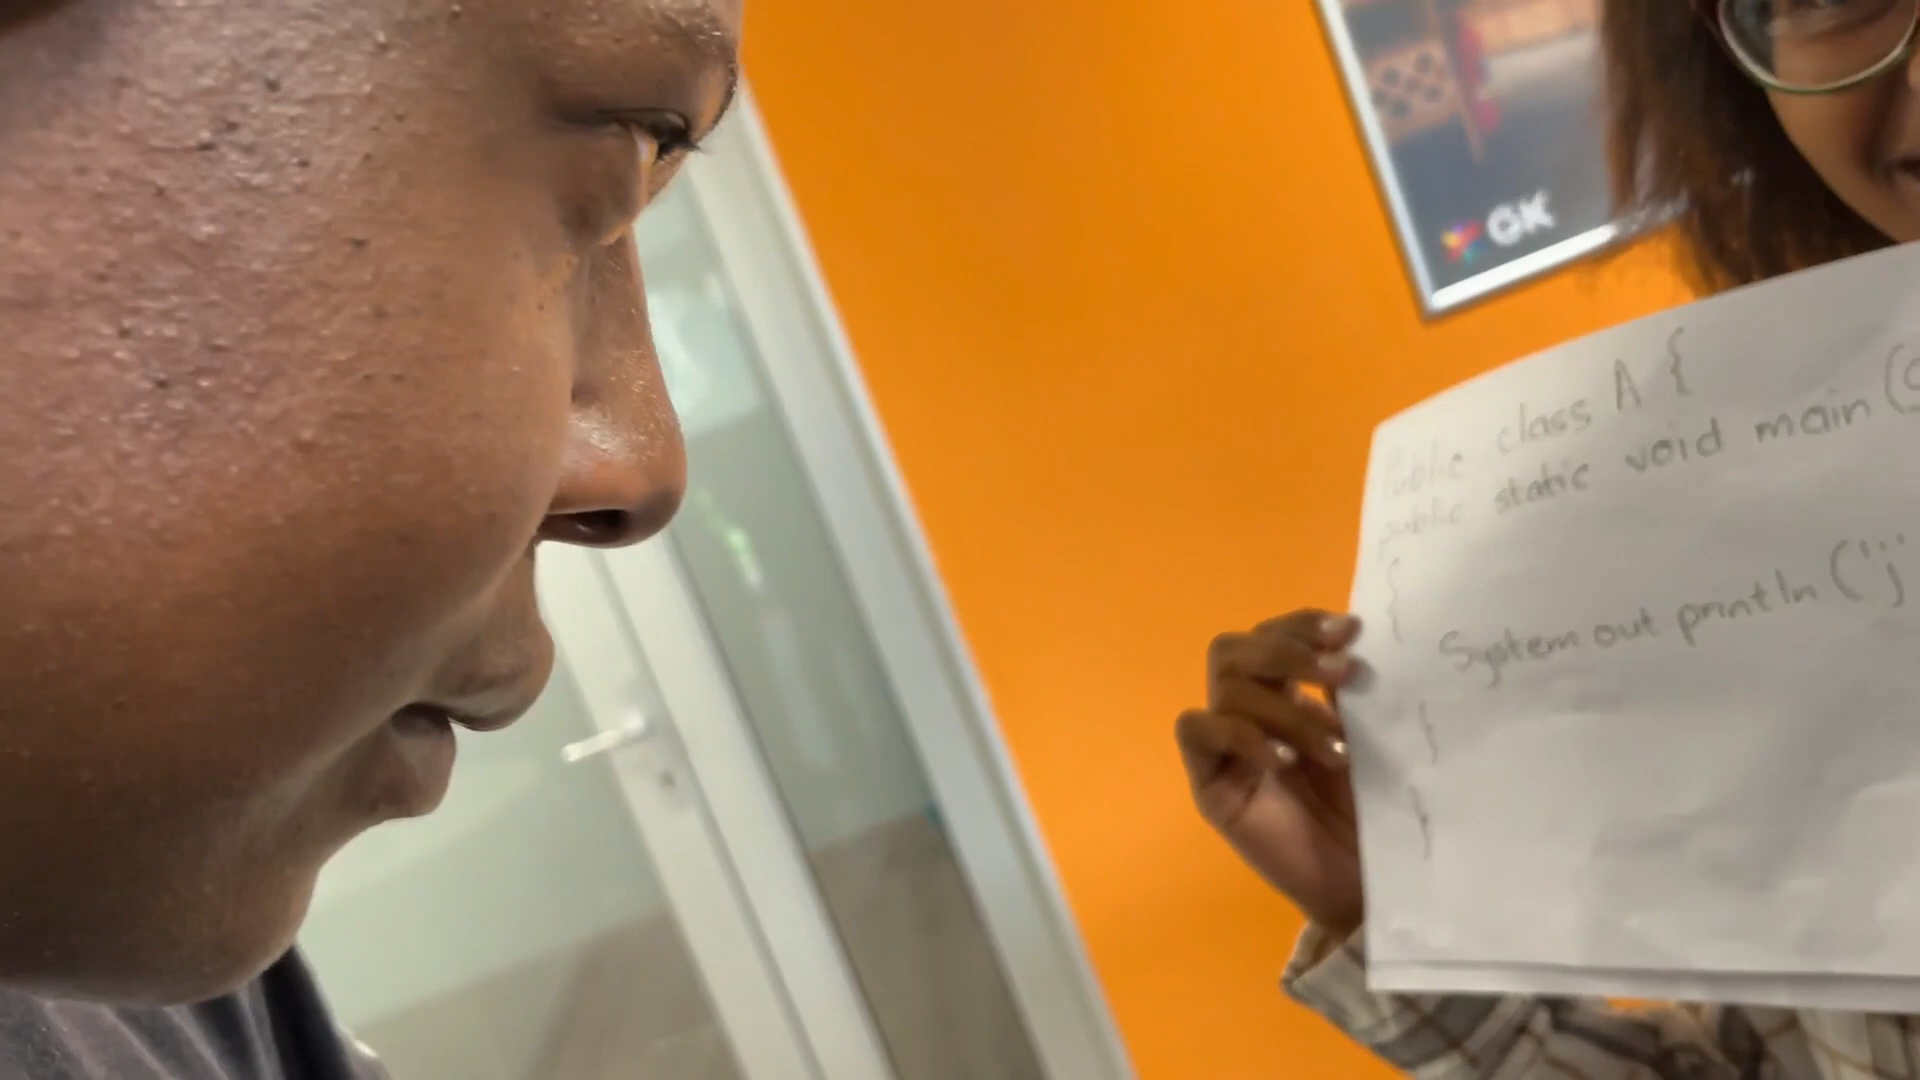 GK
Public class A {
public static void main (S
{
System out println ('j'
}
}